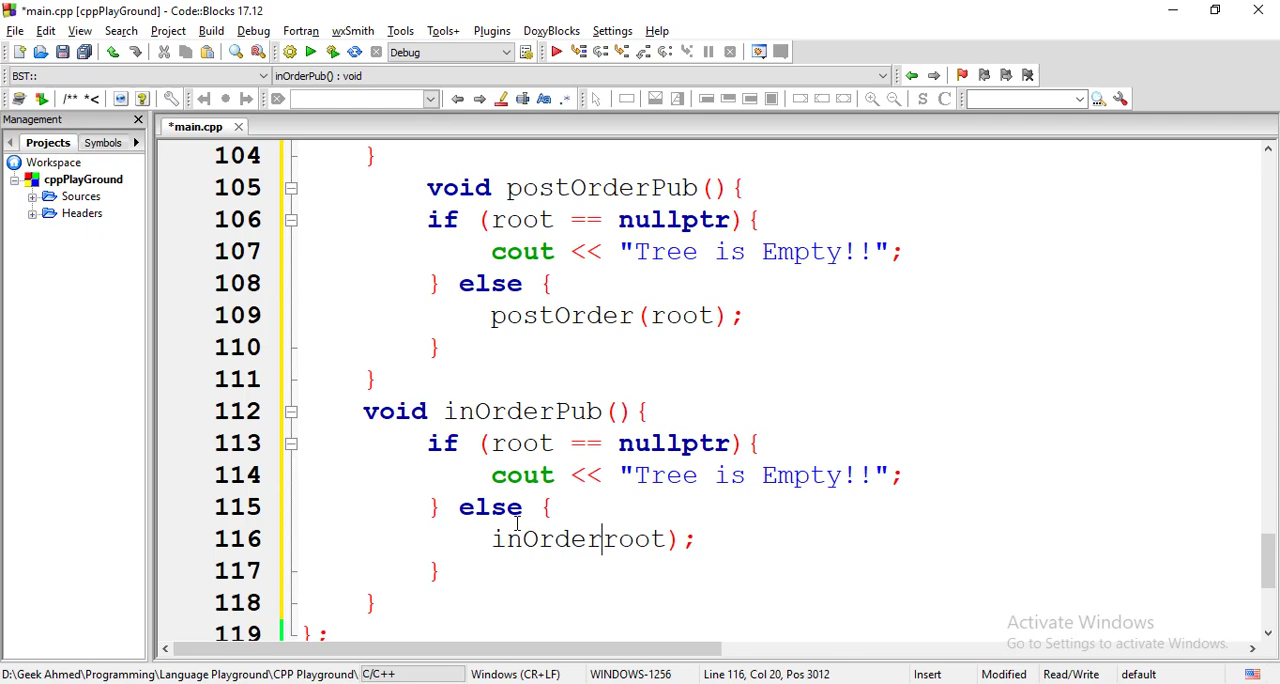 *main.cpp [cppPlayGround] - Code::Blocks 17.12
File Edit View Search Project Build Debug Fortran wxSmith Tools Tools+ Plugins DoxyBlocks Settings Help
Debug
BST:: inOrderPub() : void
/** *<
S C
Management
*main.cpp
Projects Symbols
Workspace
cppPlayGround
Sources
Headers
104 }
105 void postOrderPub(){
106 if (root == nullptr){
107 cout << "Tree is Empty!!";
108 } else {
109 postOrder(root);
110 }
111 }
112 void inOrderPub(){
113 if (root == nullptr){
114 cout << "Tree is Empty!!";
115 } else {
116 inOrderroot);
117 }
118 }
119 };
Activate Windows
Go to Settings to activate Windows.
D:\Geek Ahmed\Programming\Language Playground\CPP Playground\ C/C++ Windows (CR+LF) WINDOWS-1256 Line 116, Col 20, Pos 3012 Insert Modified Read/Write default